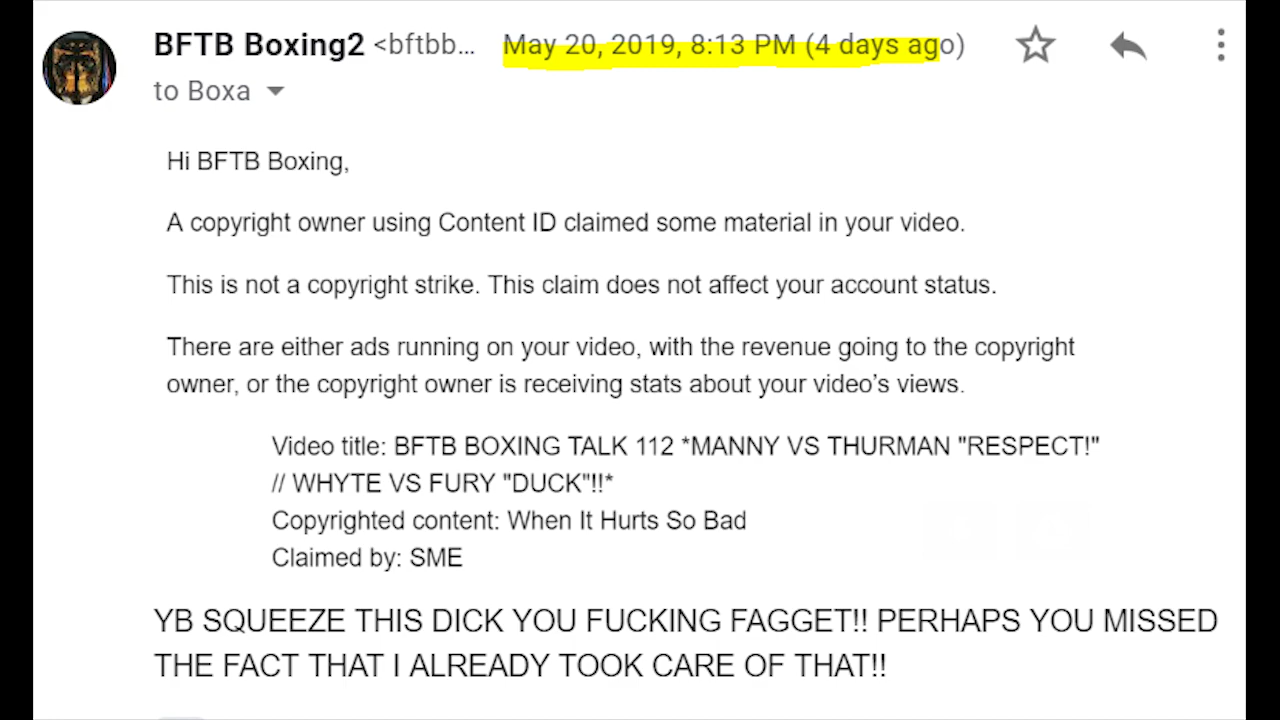 BFTB Boxing2 <bftbb... May 20, 2019, 8:13 PM (4 days ago)
to Boxa
Hi BFTB Boxing,
A copyright owner using Content ID claimed some material in your video.
This is not a copyright strike. This claim does not affect your account status.
There are either ads running on your video, with the revenue going to the copyright
owner, or the copyright owner is receiving stats about your video's views.
Video title: BFTB BOXING TALK 112 *MANNY VS THURMAN "RESPECT!"
// WHYTE VS FURY "DUCK"!!*
Copyrighted content: When It Hurts So Bad
Claimed by: SME
YB SQUEEZE THIS DICK YOU FUCKING FAGGET!! PERHAPS YOU MISSED
THE FACT THAT I ALREADY TOOK CARE OF THAT!!